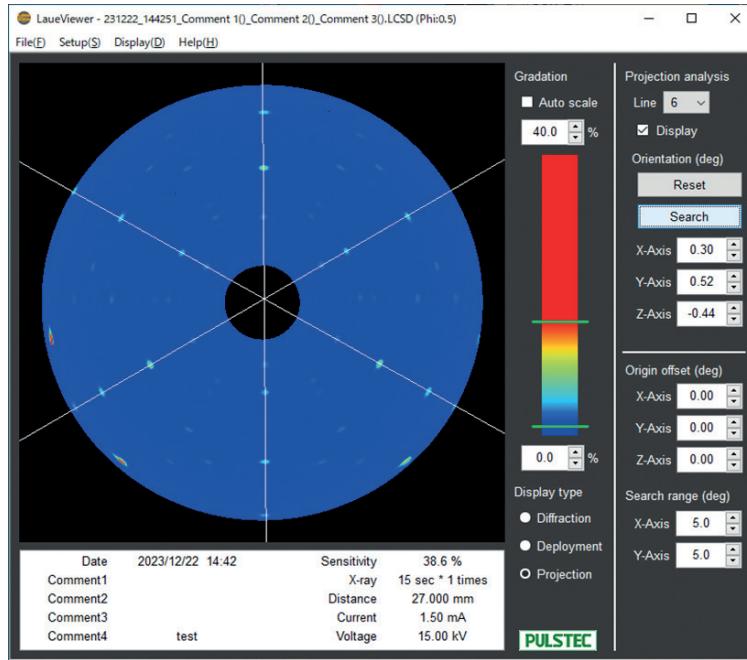 LaueViewer - 231222_144251_Comment 1()_Comment 2()_Comment 3().LCSD (Phi:0.5)
File(F) Setup(S) Display(D) Help(H)
Gradation
Auto scale
40.0 %
0.0 %
Display type
Diffraction
Deployment
Projection
PULSTEC
Projection analysis
Line 6
Display
Orientation (deg)
Reset
Search
X-Axis 0.30
Y-Axis 0.52
Z-Axis -0.44
Origin offset (deg)
X-Axis 0.00
Y-Axis 0.00
Z-Axis 0.00
Search range (deg)
X-Axis 5.0
Y-Axis 5.0
Date 2023/12/22 14:42 Sensitivity 38.6 %
Comment1 X-ray 15 sec * 1 times
Comment2 Distance 27.000 mm
Comment3 Current 1.50 mA
Comment4 test Voltage 15.00 kV